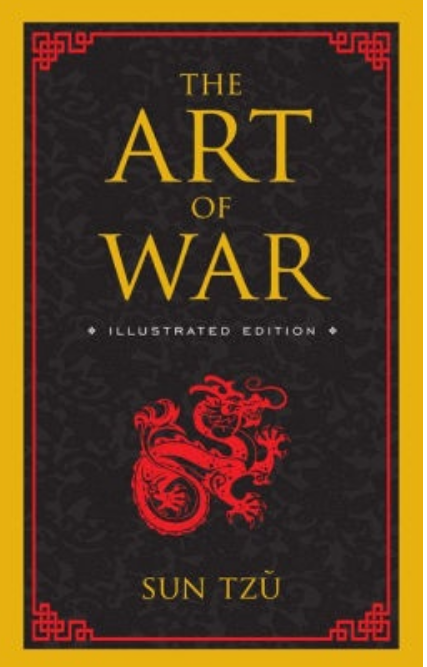 THE
ART
OF
WAR
❖ ILLUSTRATED EDITION ❖
SUN TZŬ